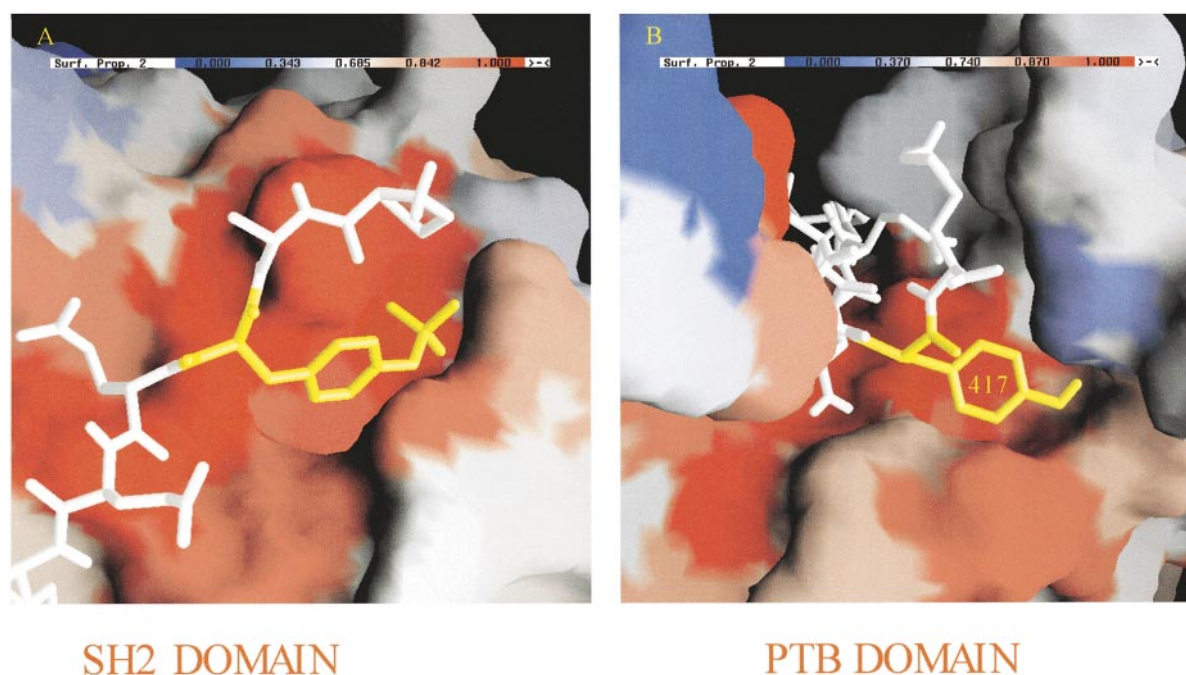 A
Surf. Prop. 2 0.000 0.343 0.685 0.842 1.000 >-<
B
Surf. Prop. 2 0.000 0.370 0.740 0.870 1.000 >-<
417
SH2 DOMAIN
PTB DOMAIN